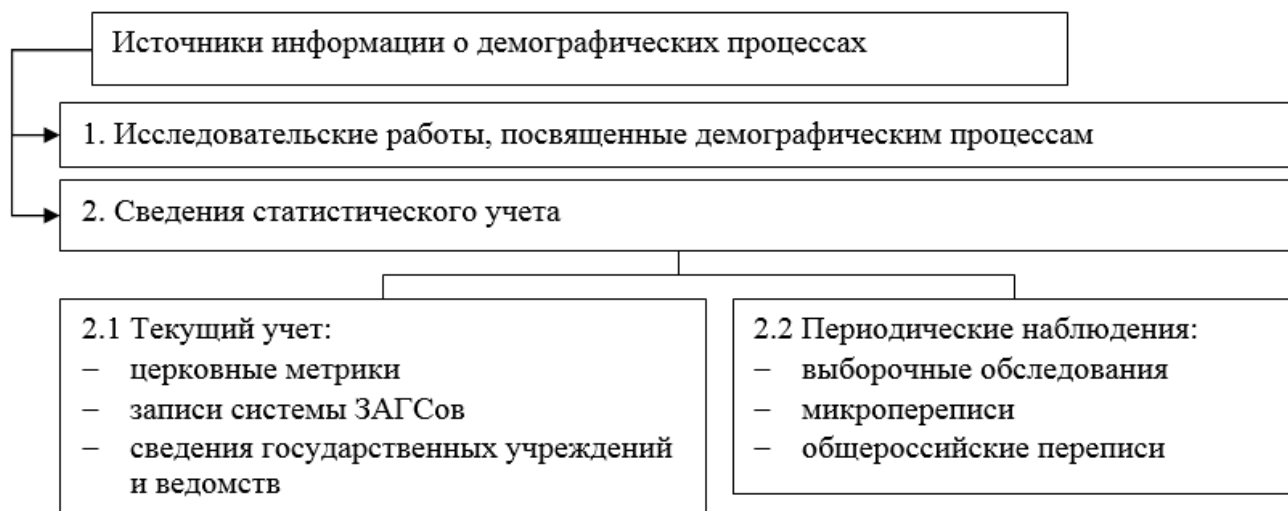 Источники информации о демографических процессах
1. Исследовательские работы, посвященные демографическим процессам
2. Сведения статистического учета
2.1 Текущий учет:
– церковные метрики
– записи системы ЗАГСов
– сведения государственных учреждений
и ведомств
2.2 Периодические наблюдения:
– выборочные обследования
– микропереписи
– общероссийские переписи